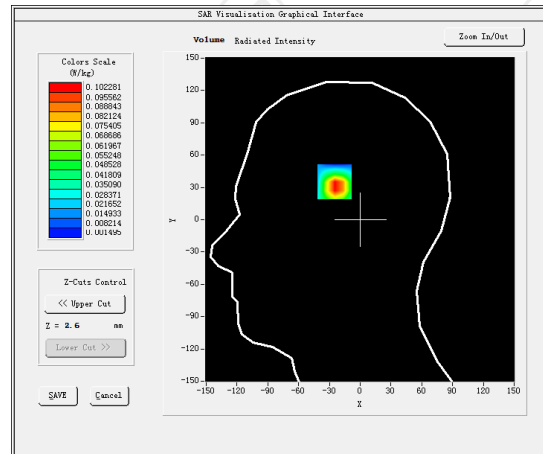 SAR Visualisation Graphical Interface
Colors Scale
(W/kg)
0.102281
0.095562
0.088843
0.082124
0.075405
0.068686
0.061967
0.055248
0.048528
0.041809
0.035090
0.028371
0.021652
0.014933
0.008214
0.001495
Z-Cuts Control
<< Upper Cut
Z = 2.6 mm
Lower Cut >>
SAVE Cancel
Volume Radiated Intensity
Zoom In/Out
150
120
90
60
30
0
-30
-60
-90
-120
-150
Y
-150 -120 -90 -60 -30 0 30 60 90 120 150
X